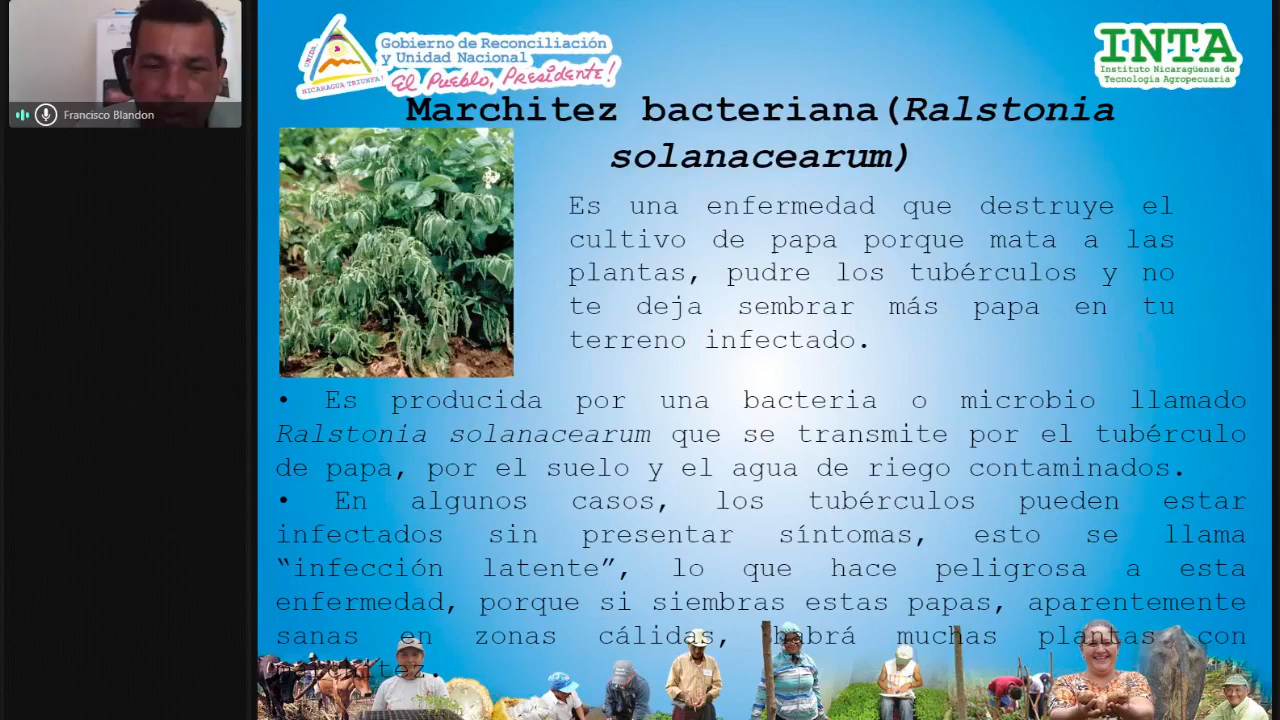 Francisco Blandon
UNIDA,
NICARAGUA TRIUNFA!
Gobierno de Reconciliación
y Unidad Nacional
El Pueblo, Presidente!
INTA
Instituto Nicaragüense de
Tecnología Agropecuaria
Marchitez bacteriana(Ralstonia
solanacearum)
Es una enfermedad que destruye el
cultivo de papa porque mata a las
plantas, pudre los tubérculos y no
te deja sembrar más papa en tu
terreno infectado.
• Es producida por una bacteria o microbio llamado
Ralstonia solanacearum que se transmite por el tubérculo
de papa, por el suelo y el agua de riego contaminados.
• En algunos casos, los tubérculos pueden estar
infectados sin presentar síntomas, esto se llama
“infección latente”, lo que hace peligrosa a esta
enfermedad, porque si siembras estas papas, aparentemente
sanas en zonas cálidas, habrá muchas plantas con
marchitez.